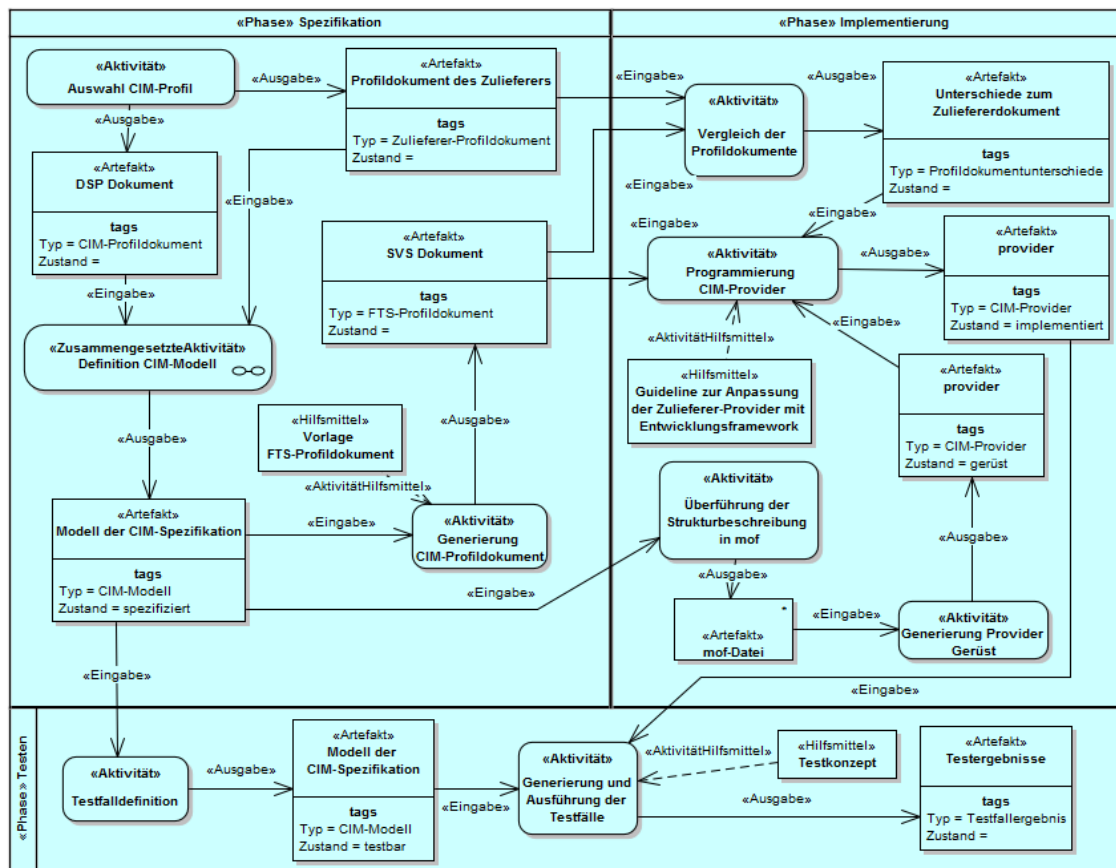 «Phase» Spezifikation
«Aktivität»
Auswahl CIM-Profil
«Ausgabe»
«Artefakt»
Profildokument des Zulieferers
tags
Typ = Zulieferer-Profildokument
Zustand =
«Ausgabe»
«Artefakt»
DSP Dokument
tags
Typ = CIM-Profildokument
Zustand =
«Eingabe»
«Eingabe»
«Artefakt»
SVS Dokument
tags
Typ = FTS-Profildokument
Zustand =
«ZusammengesetzteAktivität»
Definition CIM-Modell
«Ausgabe»
«Hilfsmittel»
Vorlage
FTS-Profildokument
«Ausgabe»
«AktivitätHilfsmittel»
«Artefakt»
Modell der CIM-Spezifikation
tags
Typ = CIM-Modell
Zustand = spezifiziert
«Eingabe»
«Aktivität»
Generierung
CIM-Profildokument
«Eingabe»
«Eingabe»
«Phase» Implementierung
«Eingabe»
«Aktivität»
Vergleich der
Profildokumente
«Ausgabe»
«Artefakt»
Unterschiede zum
Zuliefererdokument
tags
Typ = Profildokumentunterschiede
Zustand =
«Eingabe»
«Eingabe»
«Eingabe»
«Aktivität»
Programmierung
CIM-Provider
«Ausgabe»
«Artefakt»
provider
tags
Typ = CIM-Provider
Zustand = implementiert
«Eingabe»
«AktivitätHilfsmittel»
«Hilfsmittel»
Guideline zur Anpassung
der Zulieferer-Provider mit
Entwicklungsframework
«Artefakt»
provider
tags
Typ = CIM-Provider
Zustand = gerüst
«Aktivität»
Überführung der
Strukturbeschreibung
in mof
«Ausgabe»
«Ausgabe»
*
«Artefakt»
mof-Datei
«Eingabe»
«Aktivität»
Generierung Provider
Gerüst
«Eingabe»
«Phase» Testen
«Aktivität»
Testfalldefinition
«Ausgabe»
«Artefakt»
Modell der
CIM-Spezifikation
tags
Typ = CIM-Modell
Zustand = testbar
«Eingabe»
«Aktivität»
Generierung und
Ausführung der
Testfälle
«AktivitätHilfsmittel»
«Hilfsmittel»
Testkonzept
«Ausgabe»
«Artefakt»
Testergebnisse
tags
Typ = Testfallergebnis
Zustand =